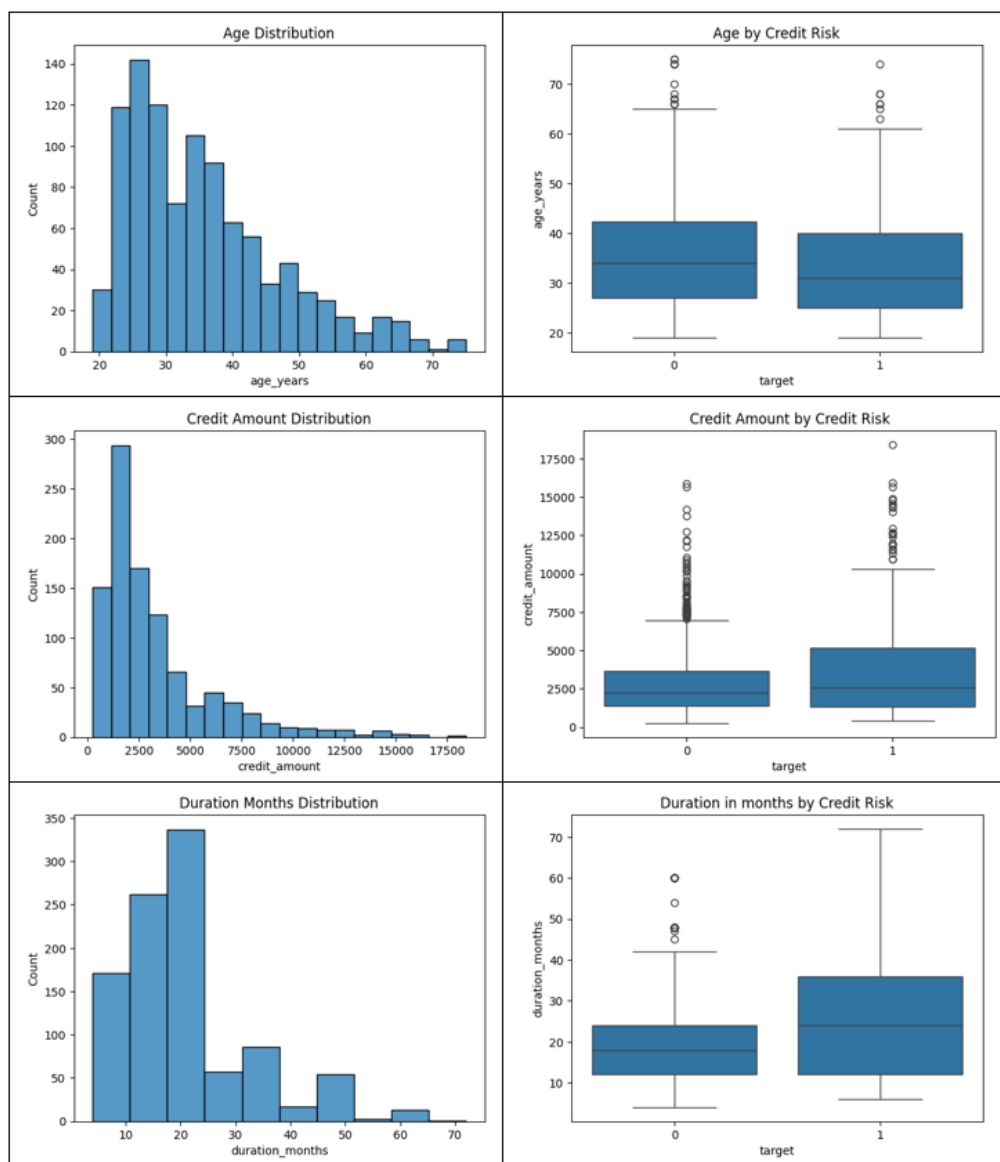 Age Distribution
140
120
100
80
60
40
20
0
Count
20 30 40 50 60 70
age_years
Age by Credit Risk
70
60
50
40
30
20
age_years
0 1
target
Credit Amount Distribution
300
250
200
150
100
50
0
Count
0 2500 5000 7500 10000 12500 15000 17500
credit_amount
Credit Amount by Credit Risk
17500
15000
12500
10000
7500
5000
2500
0
credit_amount
0 1
target
Duration Months Distribution
350
300
250
200
150
100
50
0
Count
10 20 30 40 50 60 70
duration_months
Duration in months by Credit Risk
70
60
50
40
30
20
10
duration_months
0 1
target